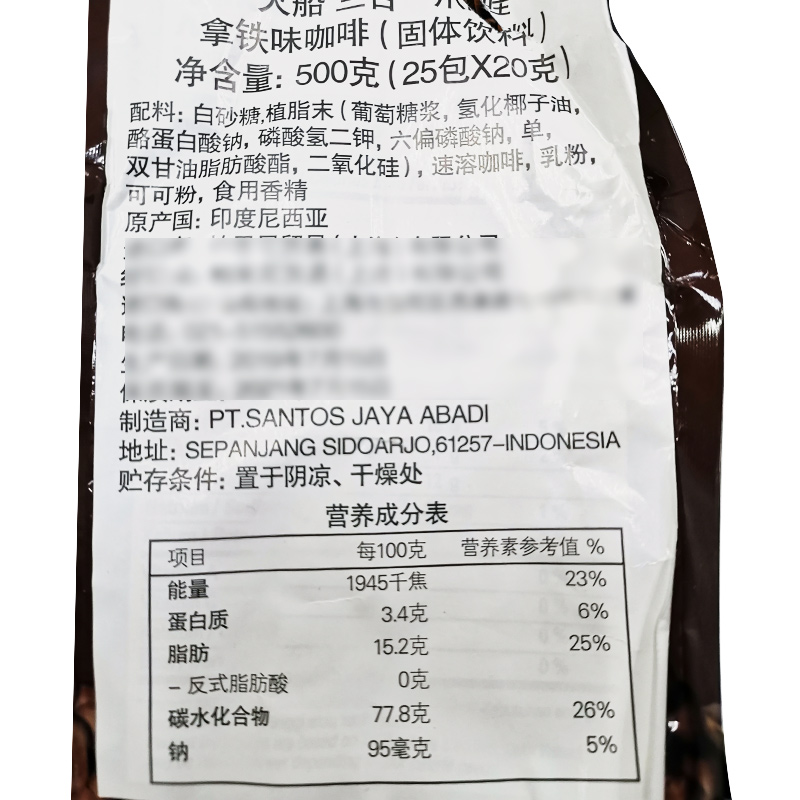 拿铁味咖啡(固体饮料)
净含量: 500克(25包X20克)
配料: 白砂糖,植脂末(葡萄糖浆, 氢化椰子油,
酪蛋白酸钠, 磷酸氢二钾, 六偏磷酸钠, 单,
双甘油脂肪酸酯, 二氧化硅), 速溶咖啡, 乳粉,
可可粉, 食用香精
原产国: 印度尼西亚
制造商: PT.SANTOS JAYA ABADI
地址: SEPANJANG SIDOARJO,61257-INDONESIA
贮存条件: 置于阴凉、干燥处
营养成分表
项目 每100克 营养素参考值 %
能量 1945千焦 23%
蛋白质 3.4克 6%
脂肪 15.2克 25%
- 反式脂肪酸 0克
碳水化合物 77.8克 26%
钠 95毫克 5%